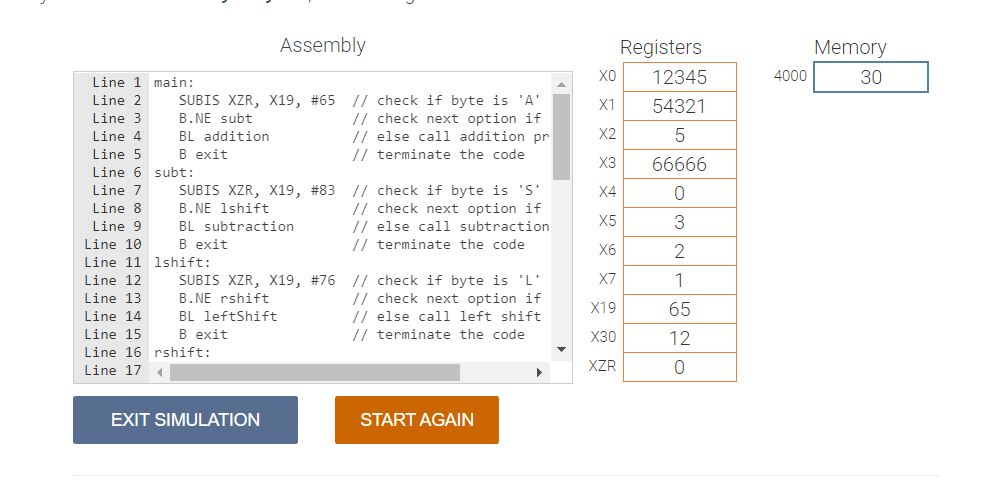 Assembly
Registers
Memory
Line 1 main:
Line 2 SUBIS XZR, X19, #65 // check if byte is 'A'
Line 3 B.NE subt // check next option if
Line 4 BL addition // else call addition pr
Line 5 B exit // terminate the code
Line 6 subt:
Line 7 SUBIS XZR, X19, #83 // check if byte is 'S'
Line 8 B.NE lshift // check next option if
Line 9 BL subtraction // else call subtraction
Line 10 B exit // terminate the code
Line 11 lshift:
Line 12 SUBIS XZR, X19, #76 // check if byte is 'L'
Line 13 B.NE rshift // check next option if
Line 14 BL leftShift // else call left shift
Line 15 B exit // terminate the code
Line 16 rshift:
Line 17
X0 12345
X1 54321
X2 5
X3 66666
X4 0
X5 3
X6 2
X7 1
X19 65
X30 12
XZR 0
4000 30
EXIT SIMULATION
START AGAIN